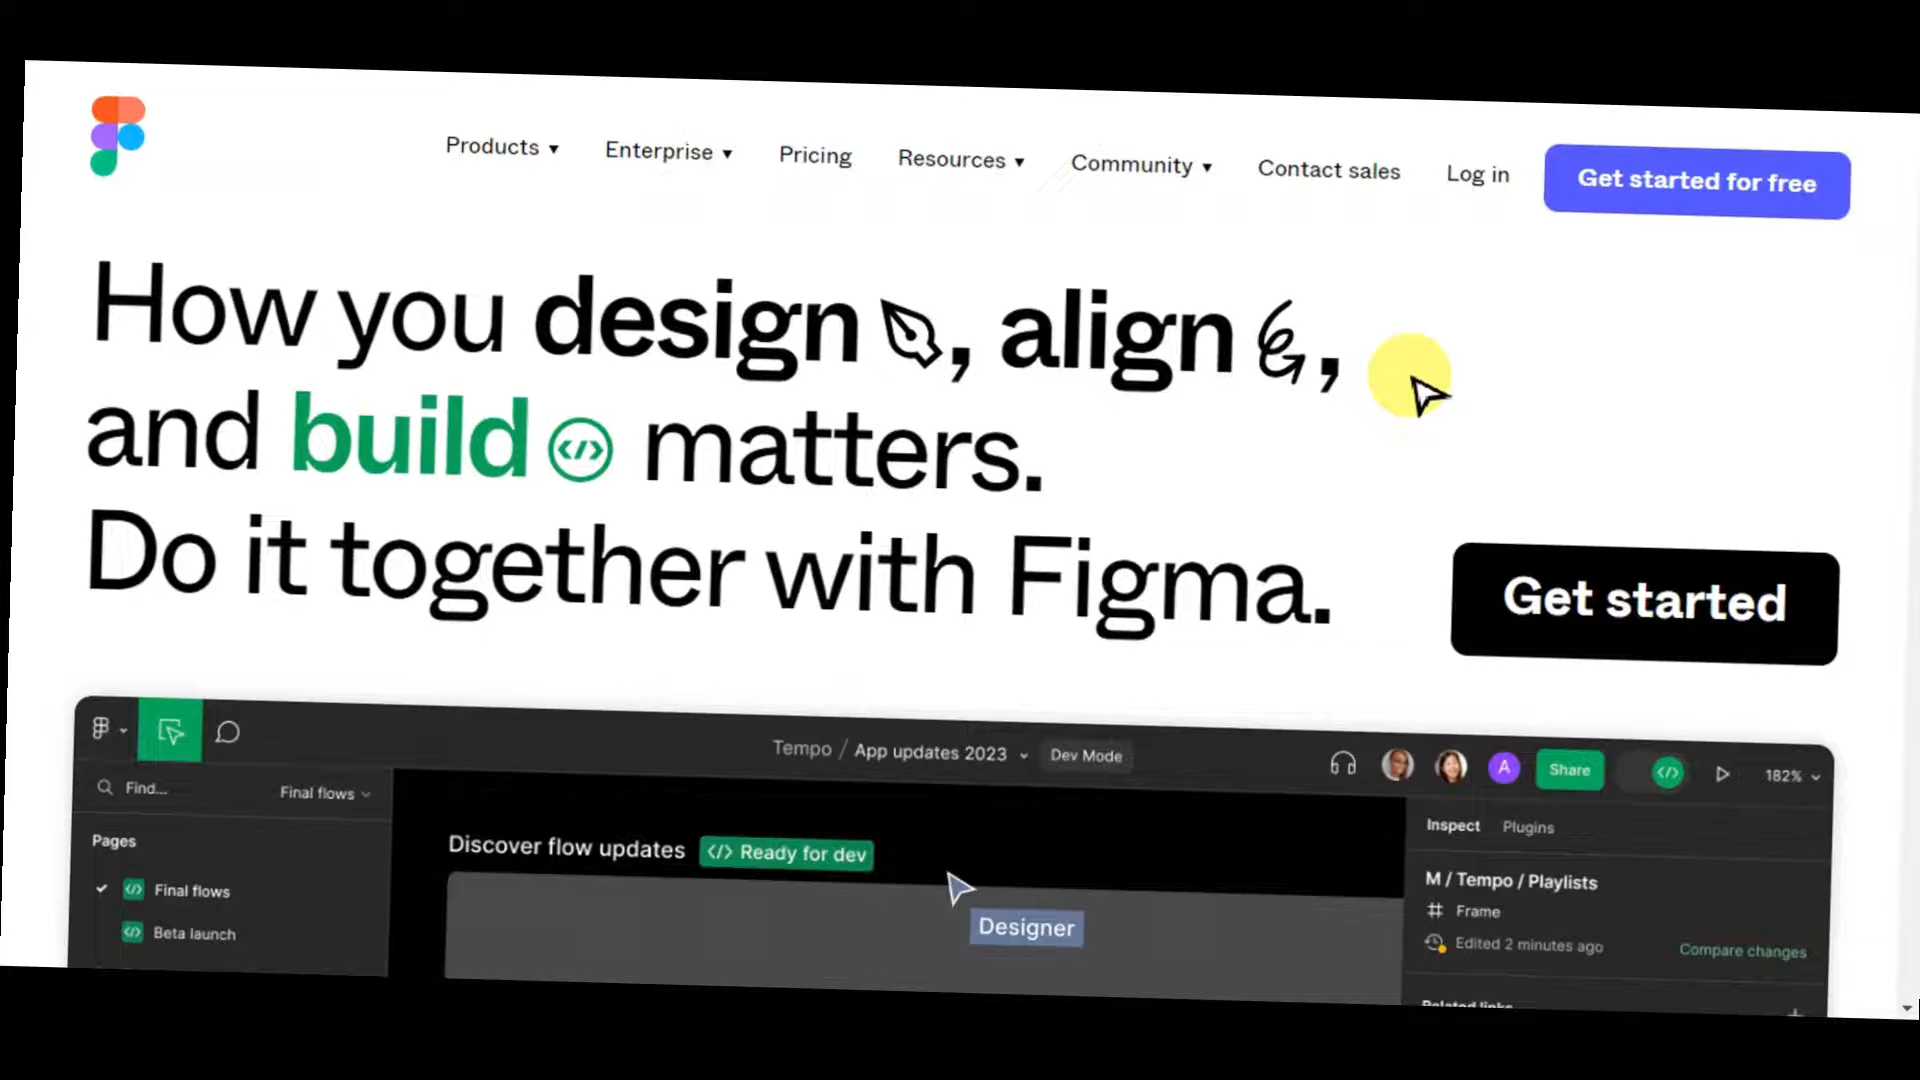 Products Enterprise Pricing Resources Community Contact sales Log in Get started for free
How you design, align,
and build </> matters.
Do it together with Figma.
Get started
Tempo / App updates 2023 Dev Mode A Share </> 182%
Find... Final flows
Pages
</> Final flows
</> Beta launch
Discover flow updates </> Ready for dev
Designer
Inspect Plugins
M / Tempo / Playlists
Frame
Edited 2 minutes ago Compare changes
Related links